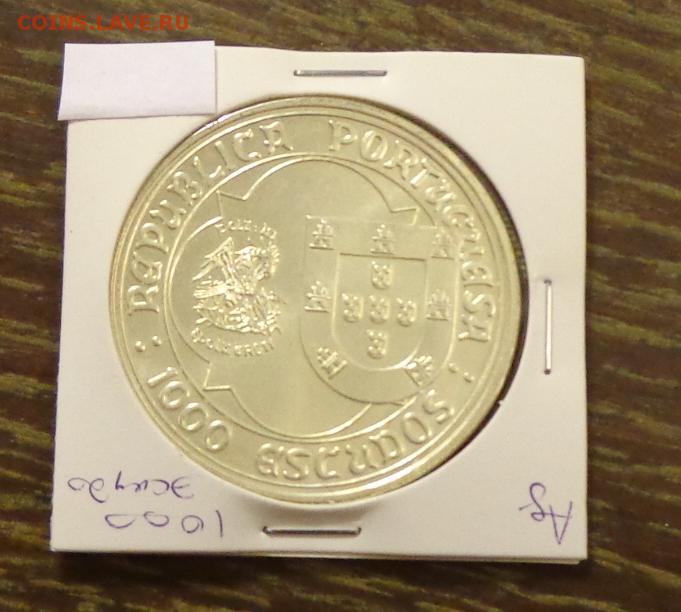 COINS.LAVE.RU
REPUBLICA PORTUGUESA
· 1000 ESCUDOS ·
1000
эскудо
Ag